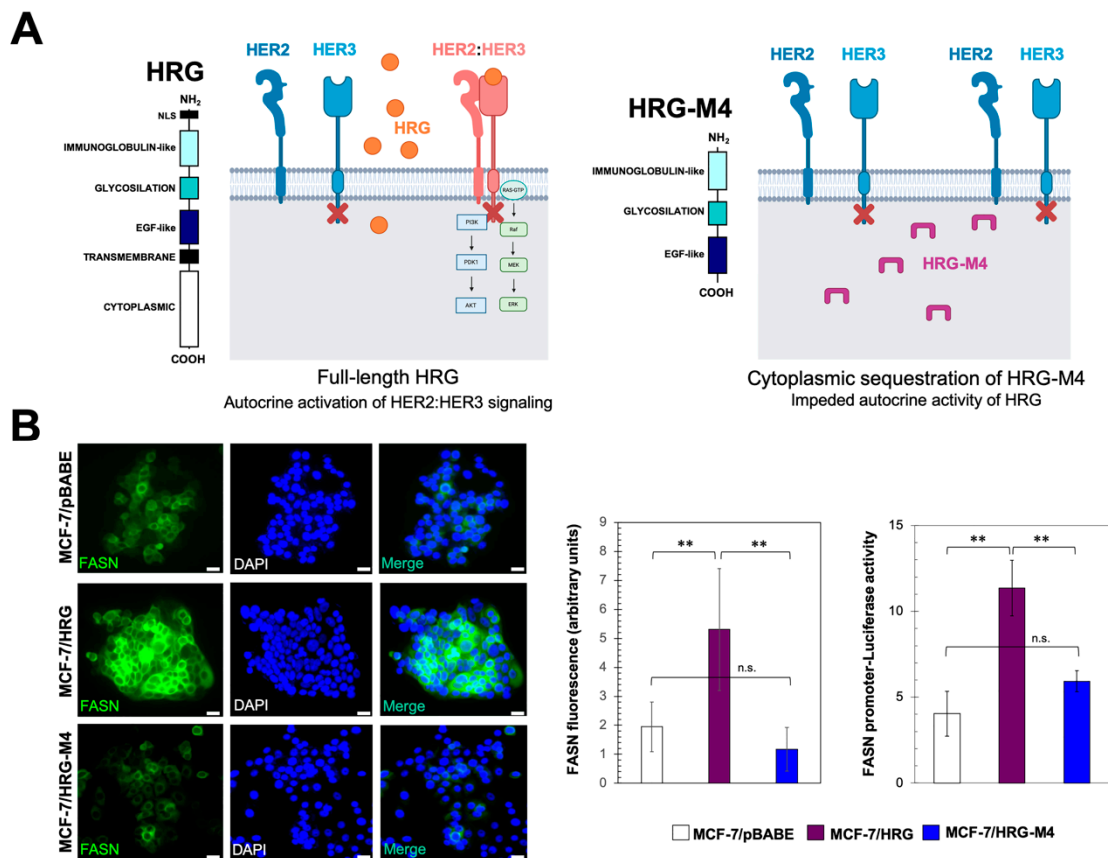 A
HRG
NH2
NLS
IMMUNOGLOBULIN-like
GLYCOSILATION
EGF-like
TRANSMEMBRANE
CYTOPLASMIC
COOH
HER2
HER3
HER2:HER3
HRG
RAS-GTP
PI3K
Raf
PDK1
MEK
AKT
ERK
Full-length HRG
Autocrine activation of HER2:HER3 signaling
HRG-M4
NH2
IMMUNOGLOBULIN-like
GLYCOSILATION
EGF-like
COOH
HER2
HER3
HER2
HER3
HRG-M4
Cytoplasmic sequestration of HRG-M4
Impeded autocrine activity of HRG
B
MCF-7/pBABE
FASN
DAPI
Merge
MCF-7/HRG
FASN
DAPI
Merge
MCF-7/HRG-M4
FASN
DAPI
Merge
FASN fluorescence (arbitrary units)
9
8
7
6
5
4
3
2
1
0
**
**
n.s.
FASN promoter-Luciferase activity
15
10
5
0
**
**
n.s.
MCF-7/pBABE
MCF-7/HRG
MCF-7/HRG-M4